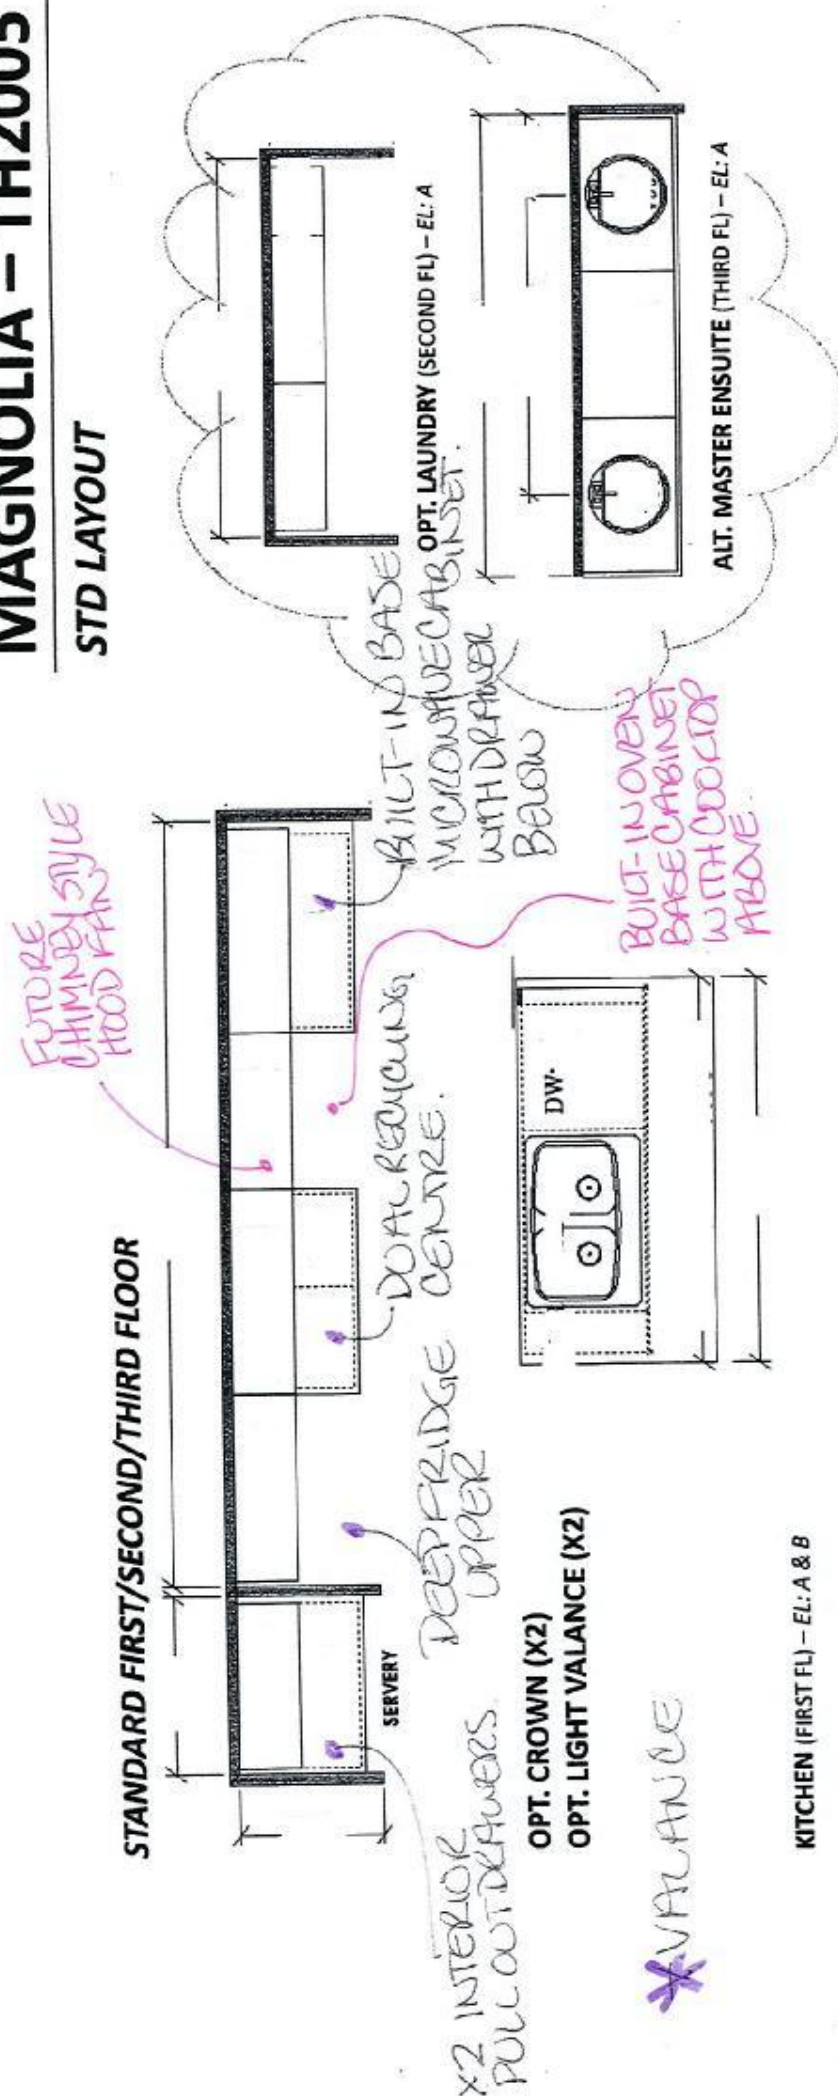 MAGNOLIA – TH2005
STD LAYOUT
STANDARD FIRST/SECOND/THIRD FLOOR
FUTURE
CHIMNEY STYLE
HOOD FAN
SERVERY
X2 INTERIOR
PULL OUT DRAWERS.
DEEP FRIDGE
UPPER
DUAL RECYCLING
CENTRE.
BUILT-IN BASE
MICROWAVE CABINET.
WITH DRAWER
BELOW
BUILT-IN OVEN
BASE CABINET
WITH COOKTOP
ABOVE
DW
OPT. CROWN (X2)
OPT. LIGHT VALANCE (X2)
*VALANCE
KITCHEN (FIRST FL) – EL: A & B
OPT. LAUNDRY (SECOND FL) – EL: A
ALT. MASTER ENSUITE (THIRD FL) – EL: A